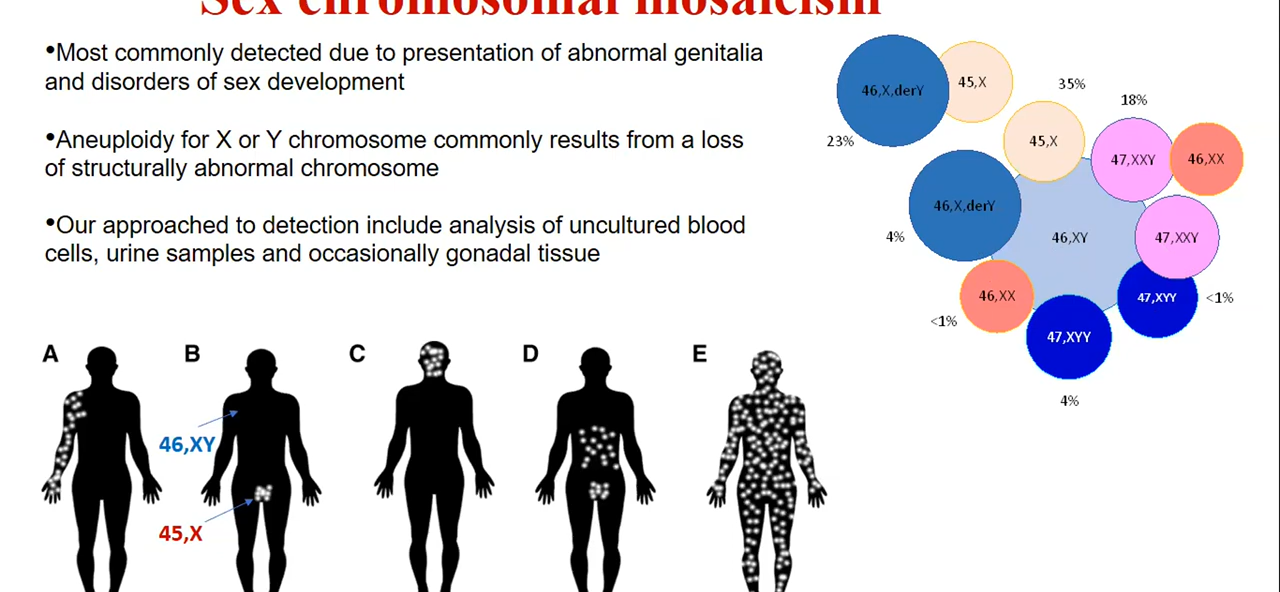 Sex chromosomal mosaicism
•Most commonly detected due to presentation of abnormal genitalia
and disorders of sex development
•Aneuploidy for X or Y chromosome commonly results from a loss
of structurally abnormal chromosome
•Our approached to detection include analysis of uncultured blood
cells, urine samples and occasionally gonadal tissue
46,X,derY
45,X
35%
18%
23%
45,X
47,XXY
46,XX
46,X,derY
4%
46,XY
47,XXY
46,XX
47,XYY
<1%
<1%
47,XYY
4%
A
B
C
D
E
46,XY
45,X